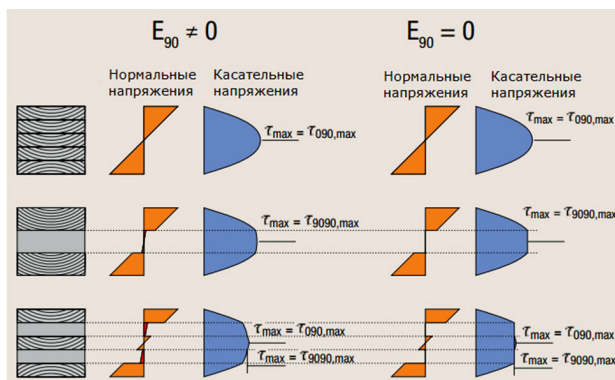 E90 ≠ 0
E90 = 0
Нормальные
напряжения
Касательные
напряжения
Нормальные
напряжения
Касательные
напряжения
τmax = τ090,max
τmax = τ090,max
τmax = τ9090,max
τmax = τ9090,max
τmax = τ090,max
τmax = τ9090,max
τmax = τ090,max
τmax = τ9090,max